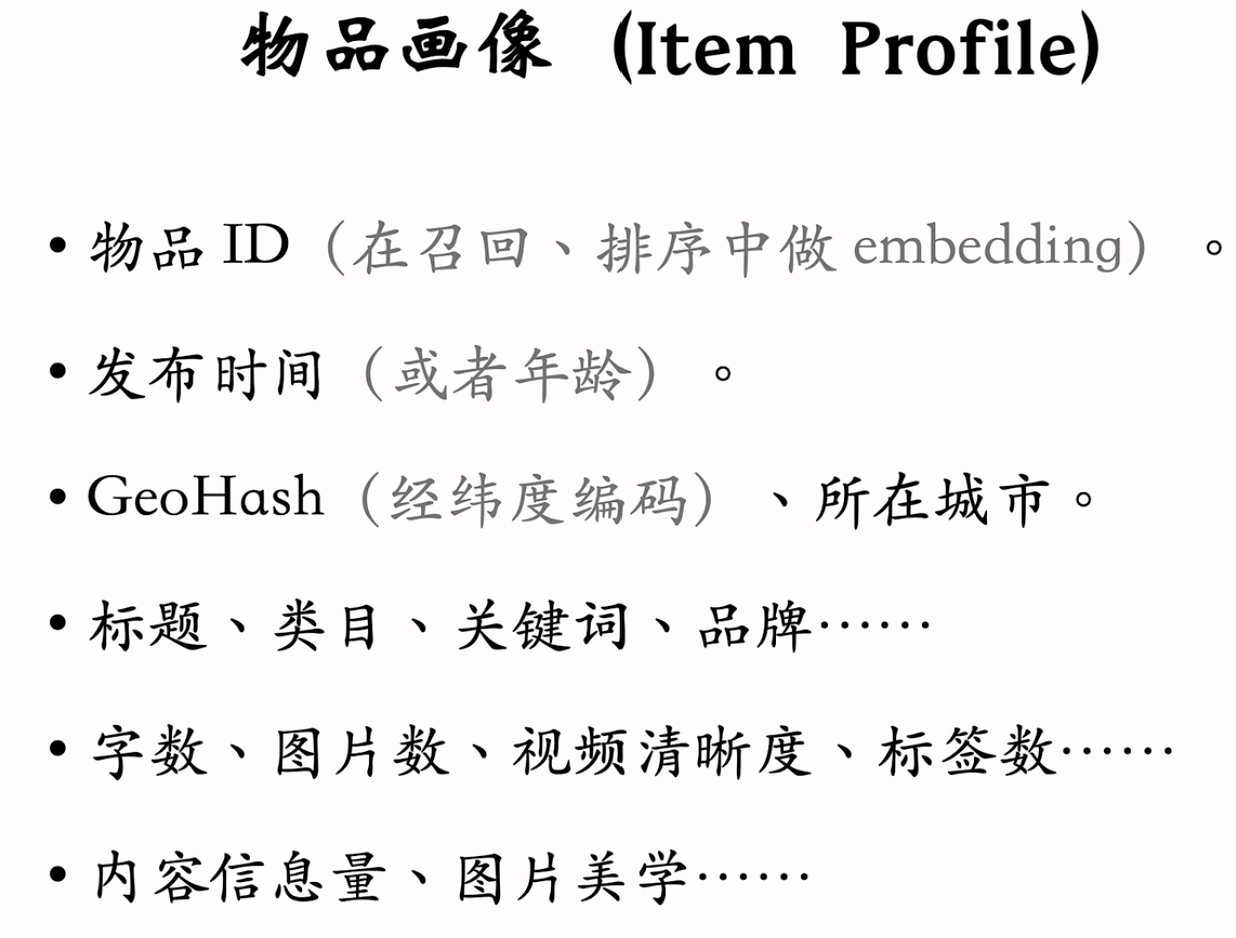 物品画像 (Item Profile)
• 物品 ID（在召回、排序中做 embedding）。
• 发布时间（或者年龄）。
• GeoHash（经纬度编码）、所在城市。
• 标题、类目、关键词、品牌……
• 字数、图片数、视频清晰度、标签数……
• 内容信息量、图片美学……